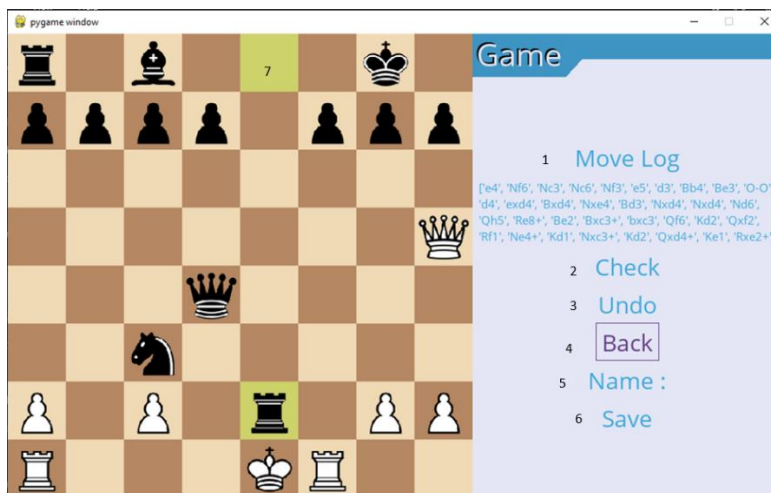 pygame window
Game
7
1 Move Log
['e4', 'Nf6', 'Nc3', 'Nc6', 'Nf3', 'e5', 'd3', 'Bb4', 'Be3', 'O-O'
'd4', 'exd4', 'Bxd4', 'Nxe4', 'Bd3', 'Nxd4', 'Nxd4', 'Nd6',
'Qh5', 'Re8+', 'Be2', 'Bxc3+', 'bxc3', 'Qf6', 'Kd2', 'Qxf2',
'Rf1', 'Ne4+', 'Kd1', 'Nxc3+', 'Kd2', 'Qxd4+', 'Ke1', 'Rxe2+'
2 Check
3 Undo
4 Back
5 Name :
6 Save